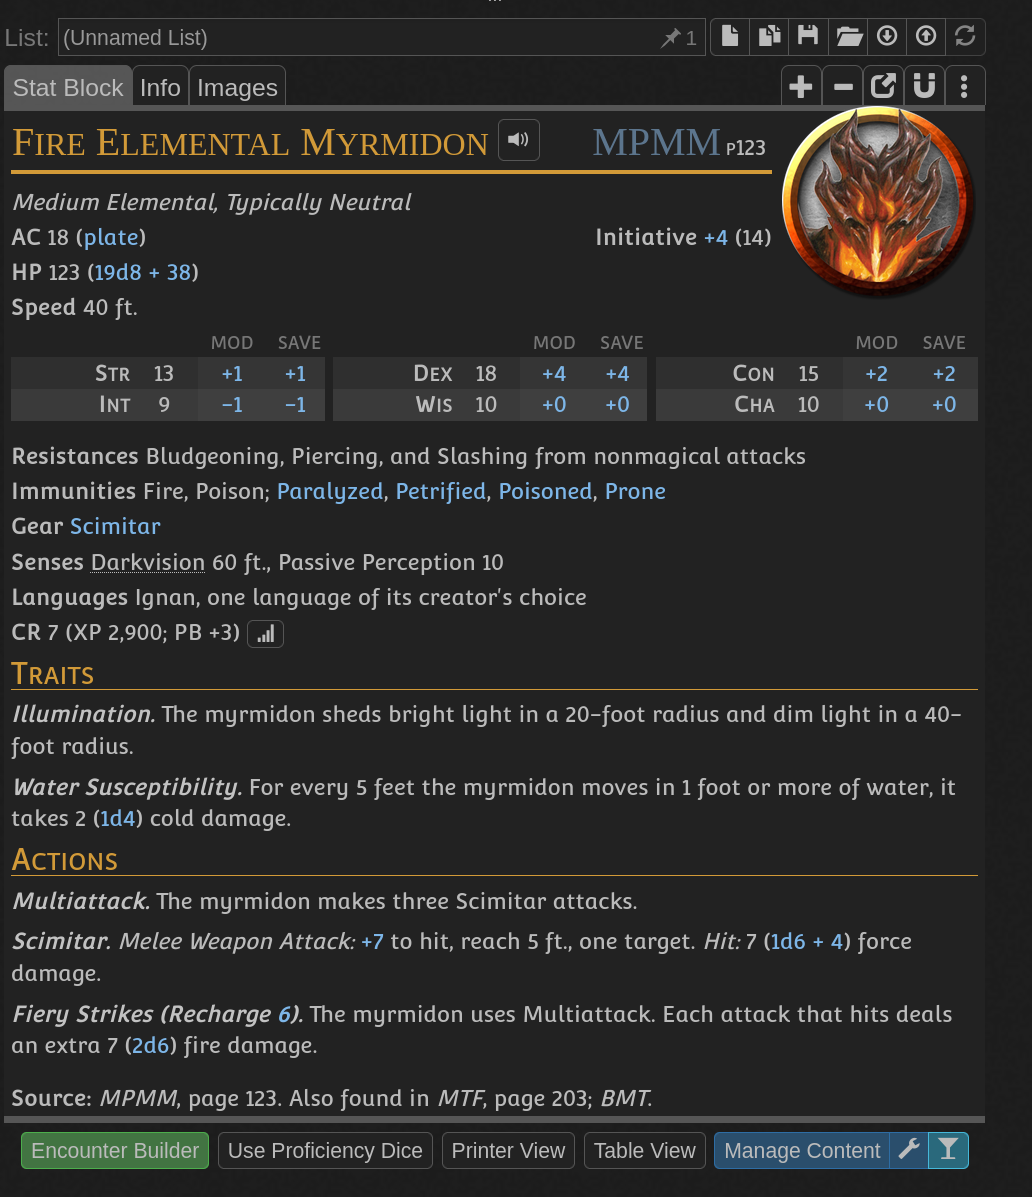 ...
List: (Unnamed List) 1
Stat Block Info Images
Fire Elemental Myrmidon MPMM p123
Medium Elemental, Typically Neutral
AC 18 (plate) Initiative +4 (14)
HP 123 (19d8 + 38)
Speed 40 ft.
MOD SAVE MOD SAVE MOD SAVE
Str 13 +1 +1 Dex 18 +4 +4 Con 15 +2 +2
Int 9 −1 −1 Wis 10 +0 +0 Cha 10 +0 +0
Resistances Bludgeoning, Piercing, and Slashing from nonmagical attacks
Immunities Fire, Poison; Paralyzed, Petrified, Poisoned, Prone
Gear Scimitar
Senses Darkvision 60 ft., Passive Perception 10
Languages Ignan, one language of its creator's choice
CR 7 (XP 2,900; PB +3)
Traits
Illumination. The myrmidon sheds bright light in a 20-foot radius and dim light in a 40-
foot radius.
Water Susceptibility. For every 5 feet the myrmidon moves in 1 foot or more of water, it
takes 2 (1d4) cold damage.
Actions
Multiattack. The myrmidon makes three Scimitar attacks.
Scimitar. Melee Weapon Attack: +7 to hit, reach 5 ft., one target. Hit: 7 (1d6 + 4) force
damage.
Fiery Strikes (Recharge 6). The myrmidon uses Multiattack. Each attack that hits deals
an extra 7 (2d6) fire damage.
Source: MPMM, page 123. Also found in MTF, page 203; BMT.
Encounter Builder Use Proficiency Dice Printer View Table View Manage Content